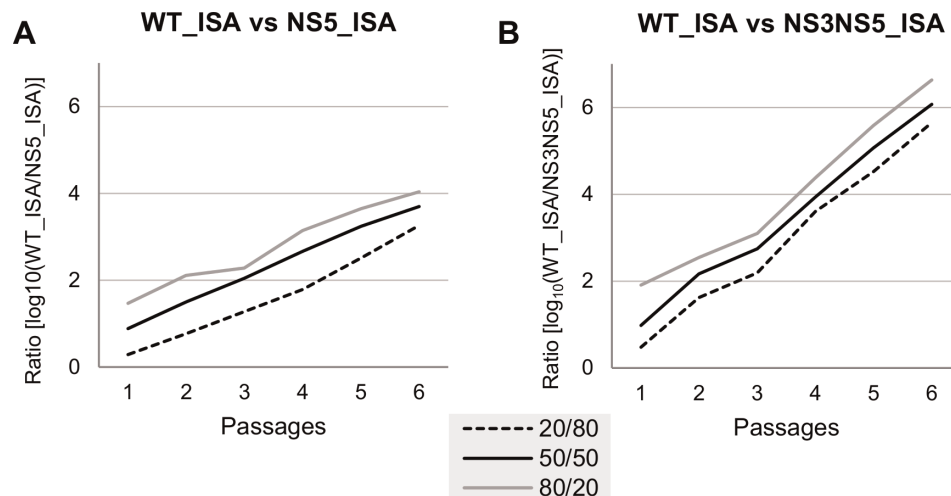 A
WT_ISA vs NS5_ISA
Ratio [log10(WT_ISA/NS5_ISA)]
6
4
2
0
1 2 3 4 5 6
Passages
B
WT_ISA vs NS3NS5_ISA
Ratio [log₁₀(WT_ISA/NS3NS5_ISA)]
6
4
2
0
1 2 3 4 5 6
Passages
20/80
50/50
80/20